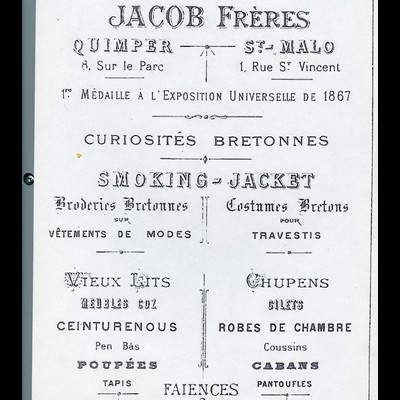 JACOB FRÈRES
QUIMPER ST-MALO
8, Sur le Parc 1, Rue ST Vincent
1re MÉDAILLE À L'EXPOSITION UNIVERSELLE DE 1867
CURIOSITÉS BRETONNES
SMOKING-JACKET
Broderies Bretonnes
SUR
VÊTEMENTS DE MODES
Costumes Bretons
POUR
TRAVESTIS
VIEUX LITS
MEUBLES COZ
CEINTURENOUS
Pen Bàs
POUPÉES
TAPIS
CHUPENS
GILETS
ROBES DE CHAMBRE
Coussins
CABANS
PANTOUFLES
FAIENCES